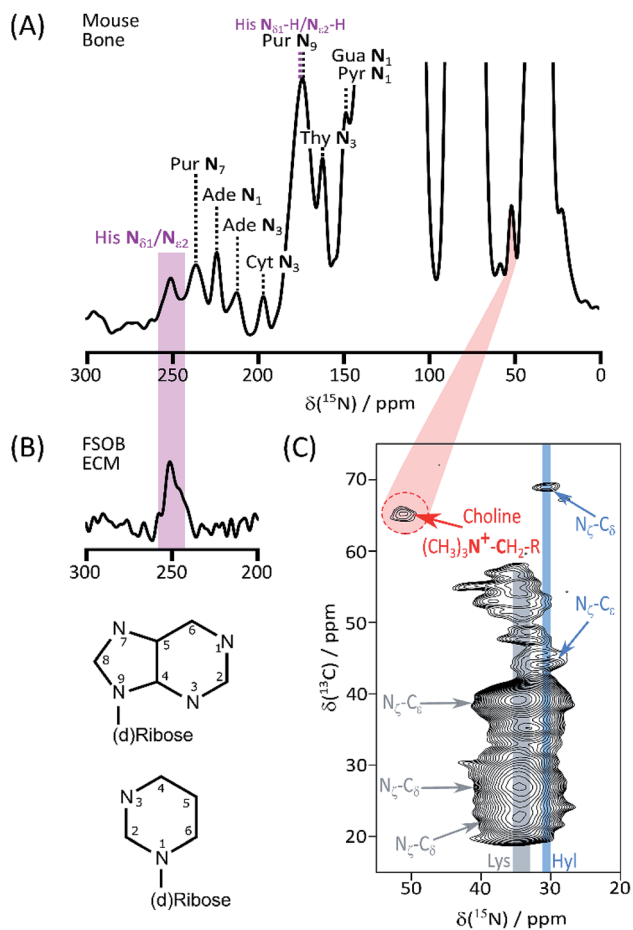 (A)
Mouse
Bone
His Nδ1-H/Nε2-H
Pur N9
Gua N1
Pyr N1
Thy N3
Pur N7
Ade N1
Ade N3
His Nδ1/Nε2
Cyt N3
300 250 200 150 100 50 0
δ(15N) / ppm
(B)
FSOB
ECM
300 250 200
(C)
70
60
50
40
30
20
δ(13C) / ppm
Nζ-Cδ
Choline
(CH3)3N+-CH2-R
Nζ-Cε
Nζ-Cε
Nζ-Cδ
Nζ-Cδ
Lys
Hyl
50 40 30 20
δ(15N) / ppm
N
7
5
6
N
1
8
9
N
4
N
3
2
(d)Ribose
N
3
4
5
2
1
6
N
(d)Ribose